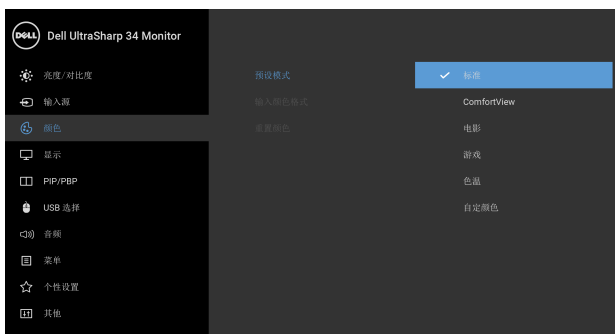 DELL Dell UltraSharp 34 Monitor
亮度/对比度 预设模式 标准
输入源 输入颜色格式 ComfortView
颜色 重置颜色 电影
显示 游戏
PIP/PBP 色温
USB 选择 自定颜色
音频
菜单
个性设置
其他